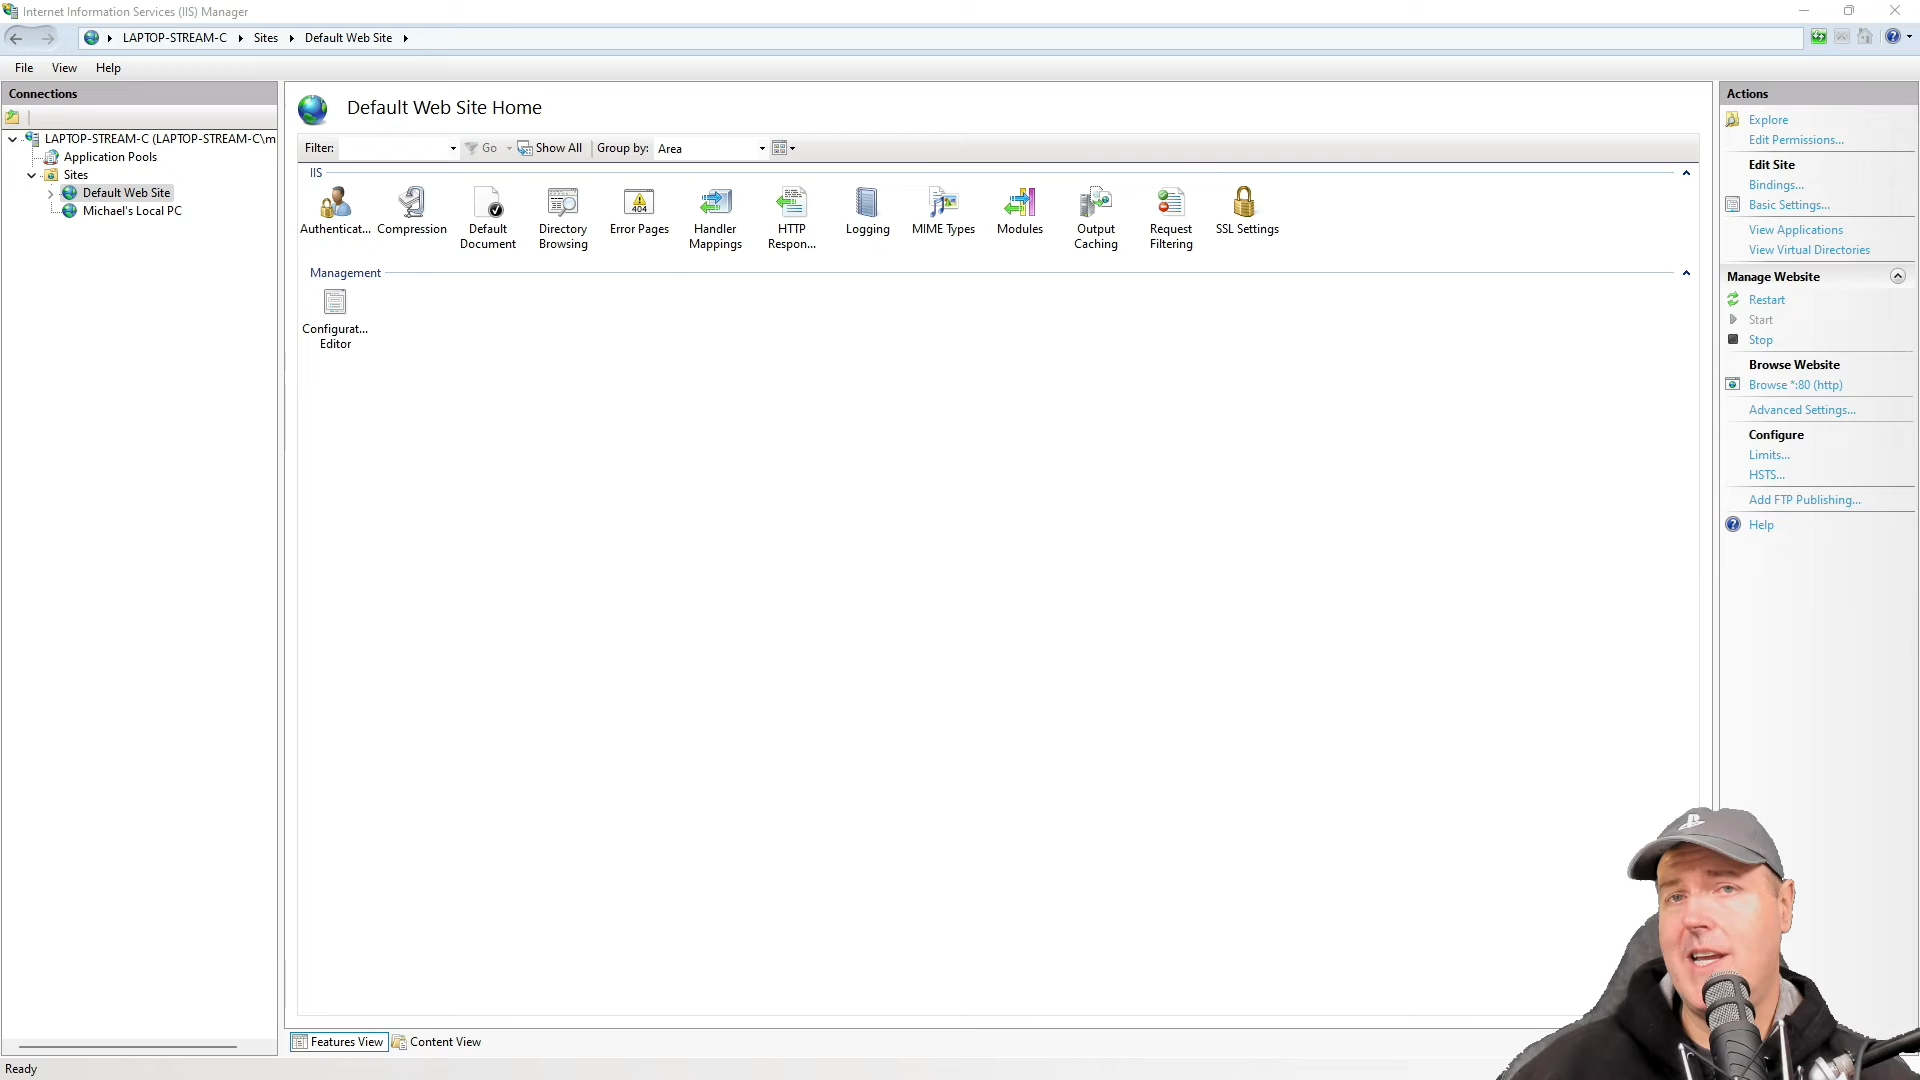 Internet Information Services (IIS) Manager
LAPTOP-STREAM-C Sites Default Web Site
File View Help
Connections
LAPTOP-STREAM-C (LAPTOP-STREAM-C\m
Application Pools
Sites
Default Web Site
Michael's Local PC
Default Web Site Home
Filter: Go Show All Group by: Area
IIS
Authenticat... Compression Default Document Directory Browsing Error Pages Handler Mappings HTTP Respon... Logging MIME Types Modules Output Caching Request Filtering SSL Settings
404
Management
Configurat...
Editor
Features View Content View
Actions
Explore
Edit Permissions...
Edit Site
Bindings...
Basic Settings...
View Applications
View Virtual Directories
Manage Website
Restart
Start
Stop
Browse Website
Browse *:80 (http)
Advanced Settings...
Configure
Limits...
HSTS...
Add FTP Publishing...
Help
Ready